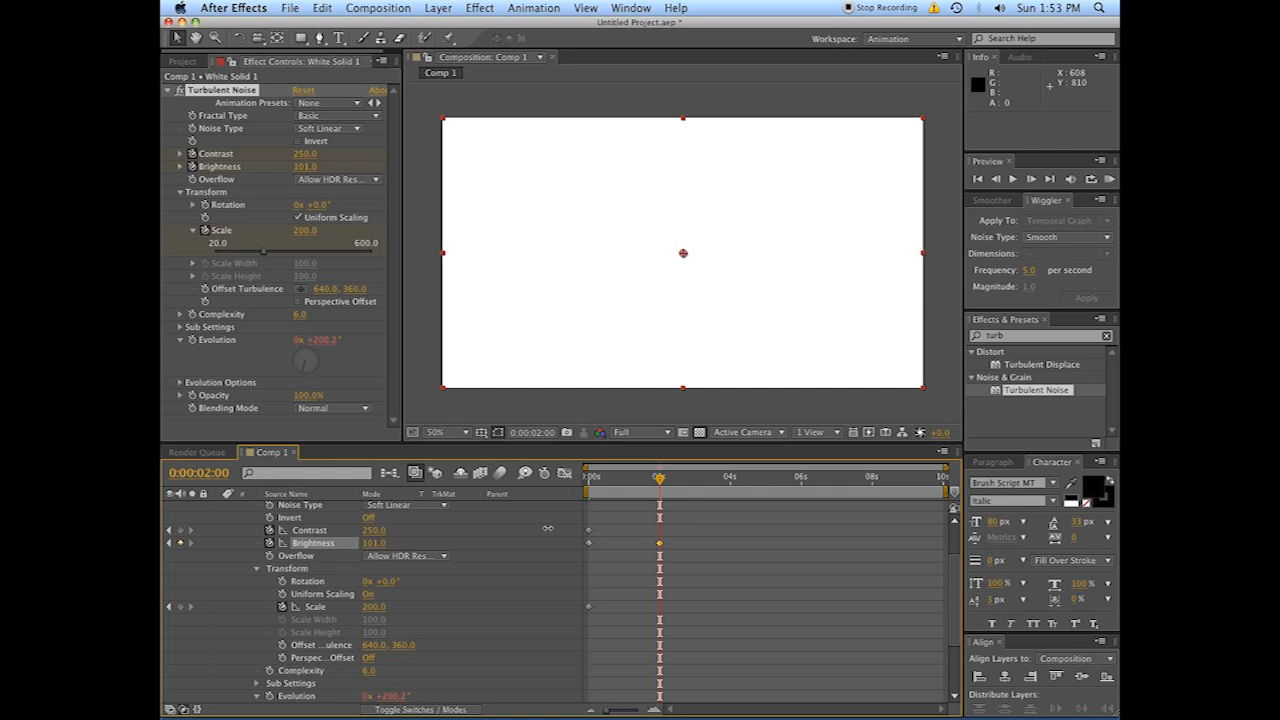 After Effects File Edit Composition Layer Effect Animation View Window Help Stop Recording Sun 1:53 PM
Untitled Project.aep *
Workspace: Animation Search Help
Project Effect Controls: White Solid 1
Comp 1 • White Solid 1
Turbulent Noise Reset Abo
Animation Presets: None
Fractal Type Basic
Noise Type Soft Linear
Invert
Contrast 250.0
Brightness 101.0
Overflow Allow HDR Res...
Transform
Rotation 0x +0.0°
Uniform Scaling
Scale 200.0
20.0 600.0
Scale Width 100.0
Scale Height 100.0
Offset Turbulence 640.0, 360.0
Perspective Offset
Complexity 6.0
Sub Settings
Evolution 0x +200.2°
Evolution Options
Opacity 100.0%
Blending Mode Normal
Composition: Comp 1
Comp 1
50% 0:00:02:00 Full Active Camera 1 View +0.0
Info Audio
R: X: 608
G: Y: 810
B:
A: 0
Preview
Smoother Wiggler
Apply To: Temporal Graph
Noise Type: Smooth
Dimensions: -
Frequency: 5.0 per second
Magnitude: 1.0
Apply
Effects & Presets
turb
Distort
Turbulent Displace
Noise & Grain
Turbulent Noise
Render Queue Comp 1
0:00:02:00
04s 06s 08s 10s
Source Name Mode T TrkMat Parent
Noise Type Soft Linear
Invert Off
Contrast 250.0
Brightness 101.0
Overflow Allow HDR Res...
Transform
Rotation 0x +0.0°
Uniform Scaling On
Scale 200.0
Scale Width 100.0
Scale Height 100.0
Offset ...ulence 640.0, 360.0
Perspec...Offset Off
Complexity 6.0
Sub Settings
Evolution 0x +200.2°
Toggle Switches / Modes
Paragraph Character
Brush Script MT
Italic
80 px 33 px
Metrics 0
0 px Fill Over Stroke
100% 100%
3 px 0%
T T TT Tr T' T,
Align
Align Layers to: Composition
Distribute Layers: